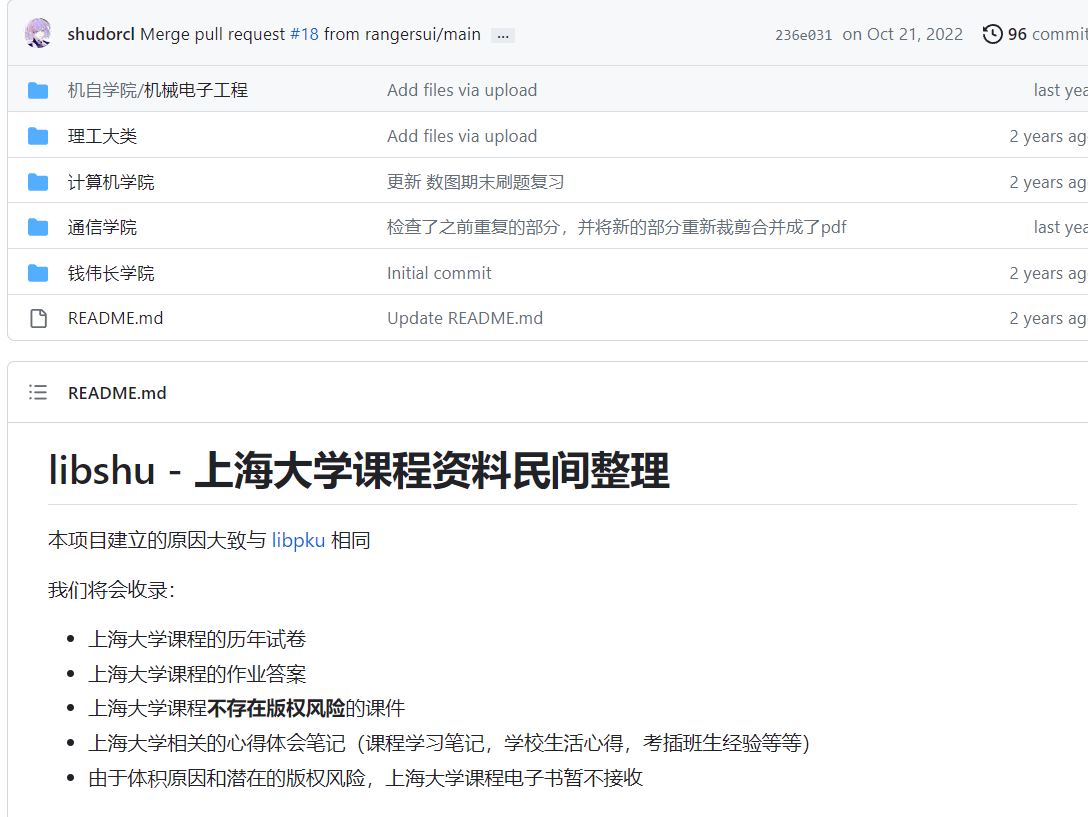 shudorcl Merge pull request #18 from rangersui/main ... 236e031 on Oct 21, 2022 96 commit
机自学院/机械电子工程 Add files via upload last yea
理工大类 Add files via upload 2 years ag
计算机学院 更新 数图期末刷题复习 2 years ag
通信学院 检查了之前重复的部分，并将新的部分重新裁剪合并成了pdf last yea
钱伟长学院 Initial commit 2 years ag
README.md Update README.md 2 years ag
README.md
libshu - 上海大学课程资料民间整理
本项目建立的原因大致与 libpku 相同
我们将会收录：
上海大学课程的历年试卷
上海大学课程的作业答案
上海大学课程不存在版权风险的课件
上海大学相关的心得体会笔记（课程学习笔记，学校生活心得，考插班生经验等等）
由于体积原因和潜在的版权风险，上海大学课程电子书暂不接收